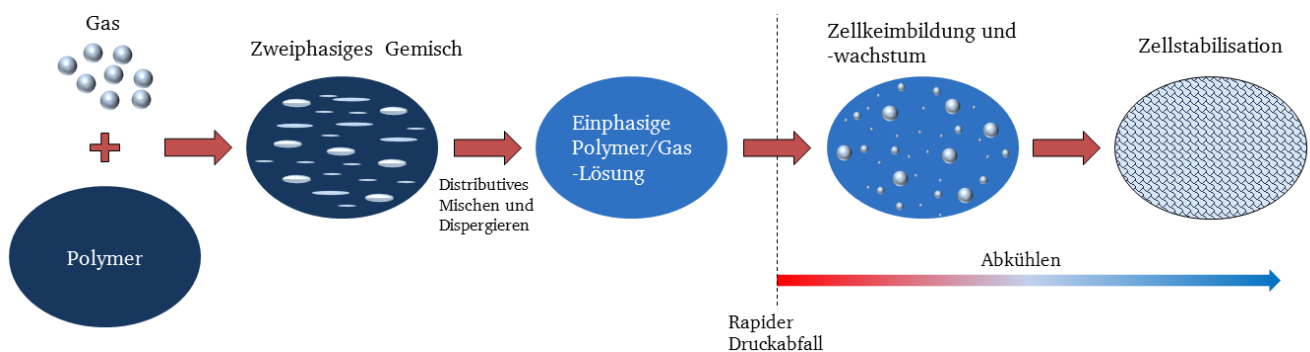 Gas
Polymer
Zweiphasiges Gemisch
Distributives
Mischen und
Dispergieren
Einphasige
Polymer/Gas
-Lösung
Rapider
Druckabfall
Zellkeimbildung und
-wachstum
Abkühlen
Zellstabilisation